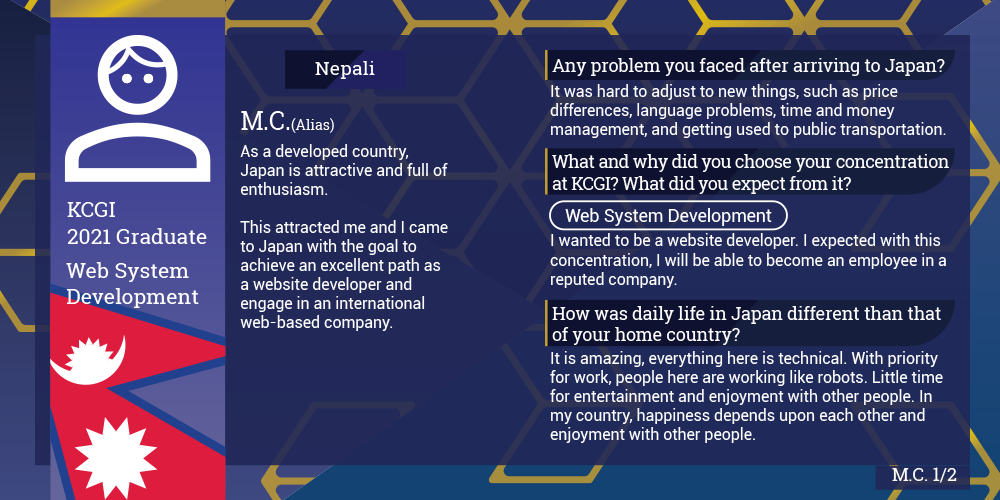 KCGI
2021 Graduate
Web System
Development
Nepali
M.C.(Alias)
As a developed country,
Japan is attractive and full of
enthusiasm.
This attracted me and I came
to Japan with the goal to
achieve an excellent path as
a website developer and
engage in an international
web-based company.
Any problem you faced after arriving to Japan?
It was hard to adjust to new things, such as price
differences, language problems, time and money
management, and getting used to public transportation.
What and why did you choose your concentration
at KCGI? What did you expect from it?
Web System Development
I wanted to be a website developer. I expected with this
concentration, I will be able to become an employee in a
reputed company.
How was daily life in Japan different than that
of your home country?
It is amazing, everything here is technical. With priority
for work, people here are working like robots. Little time
for entertainment and enjoyment with other people. In
my country, happiness depends upon each other and
enjoyment with other people.
M.C. 1/2